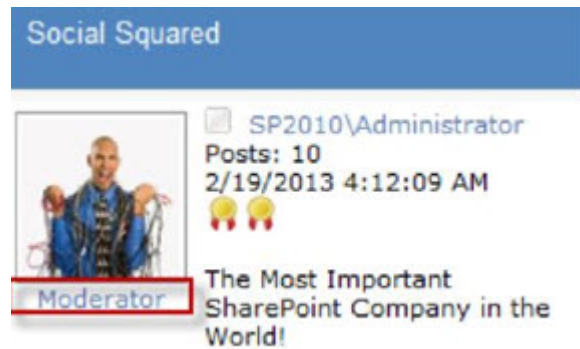 Social Squared
SP2010\Administrator
Posts: 10
2/19/2013 4:12:09 AM
Moderator
The Most Important
SharePoint Company in the
World!